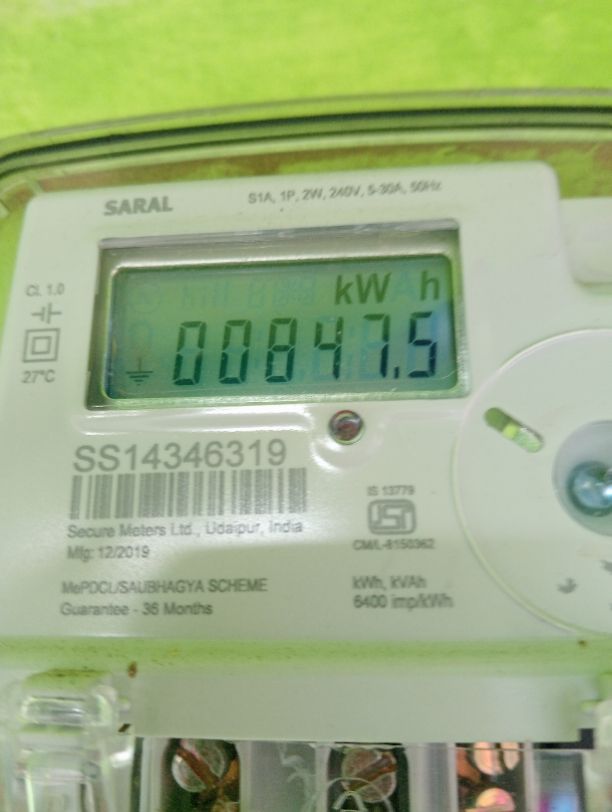 SARAL
S1A, 1P, 2W, 240V, 5-30A, 50Hz
Cl. 1.0
27°C
kWh
00847.5
SS14346319
Secure Meters Ltd., Udaipur, India
Mfg: 12/2019
IS 13779
CM/L-8150362
MePDCL/SAUBHAGYA SCHEME
Guarantee - 36 Months
kWh, kVAh
6400 imp/kWh